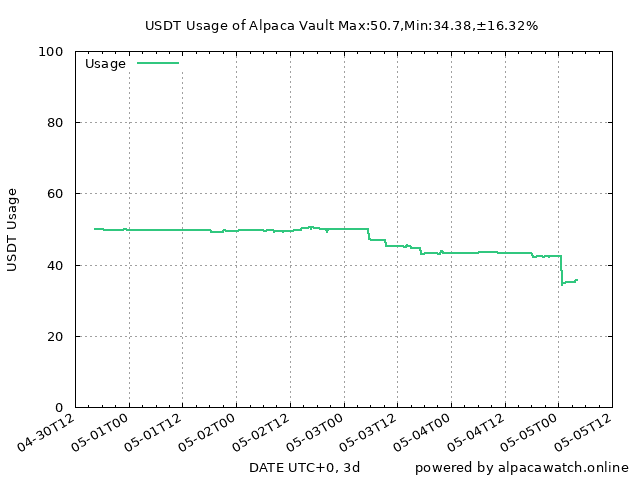 USDT Usage of Alpaca Vault Max:50.7,Min:34.38,±16.32%
100
80
60
40
20
0
USDT Usage
Usage
04-30T12
05-01T00
05-01T12
05-02T00
05-02T12
05-03T00
05-03T12
05-04T00
05-04T12
05-05T00
05-05T12
DATE UTC+0, 3d
powered by alpacawatch.online